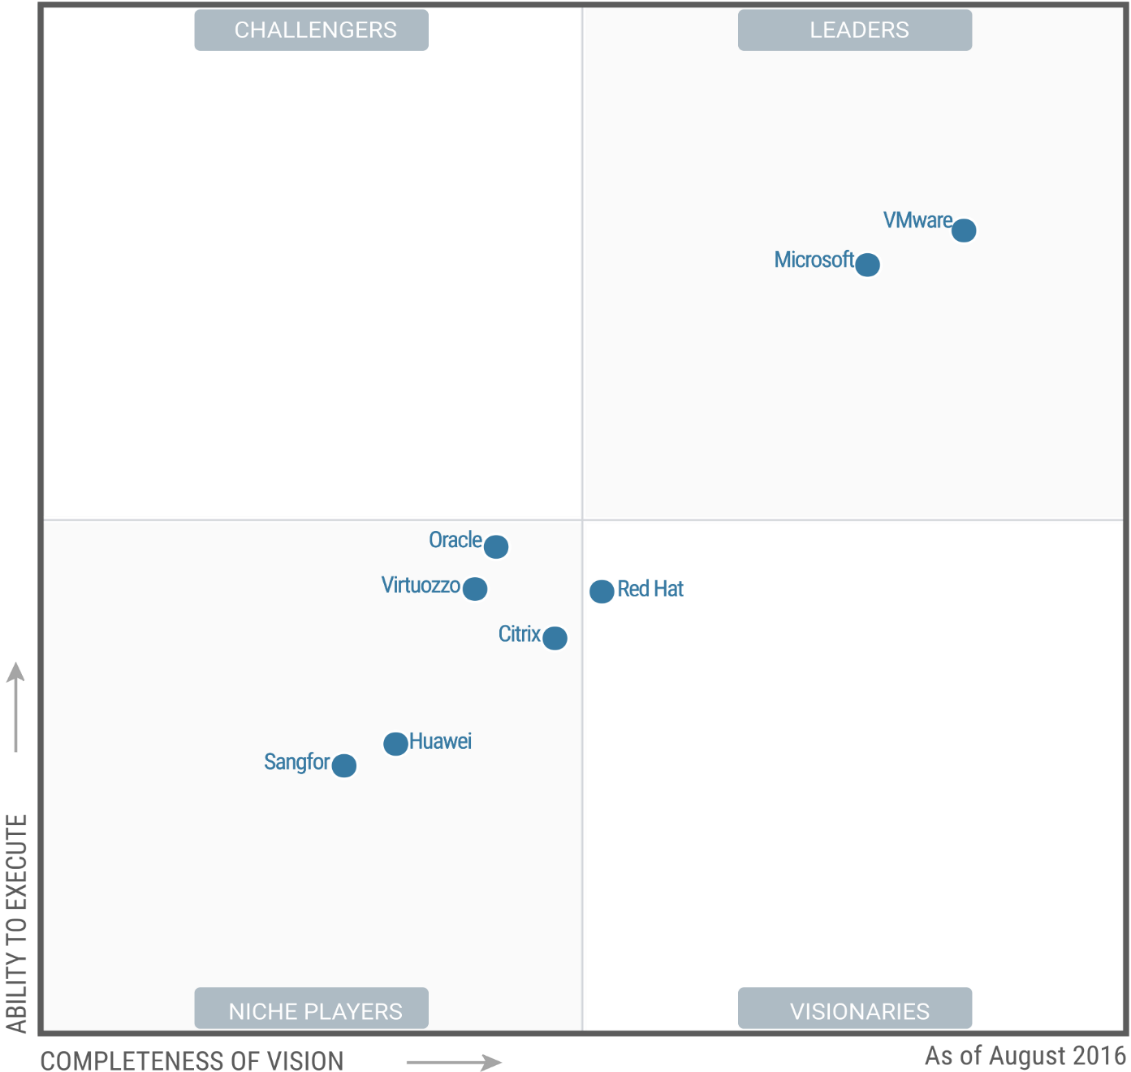 CHALLENGERS
LEADERS
VMware
Microsoft
Oracle
Virtuozzo
Red Hat
Citrix
Huawei
Sangfor
ABILITY TO EXECUTE
NICHE PLAYERS
VISIONARIES
COMPLETENESS OF VISION
As of August 2016